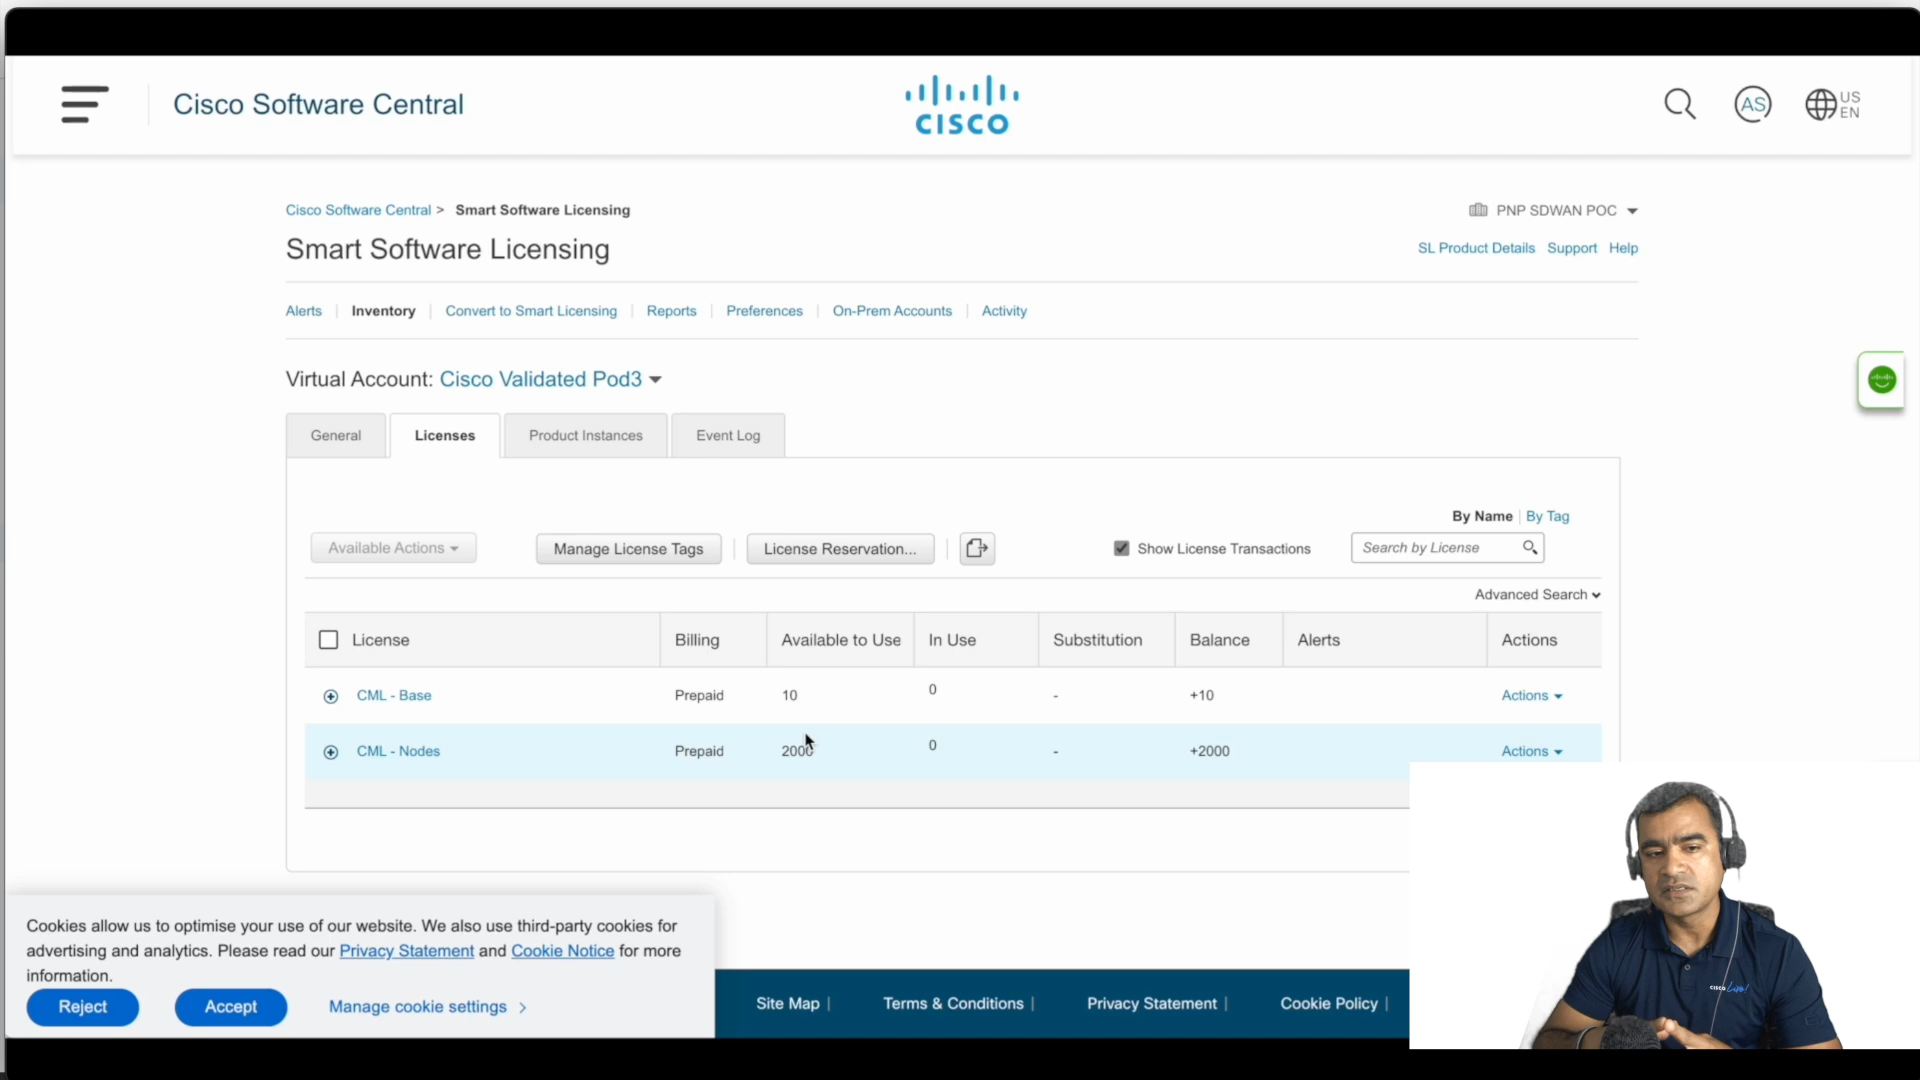 Cisco Software Central
CISCO
AS
US
EN
Cisco Software Central > Smart Software Licensing
PNP SDWAN POC
Smart Software Licensing
SL Product Details Support Help
Alerts | Inventory | Convert to Smart Licensing | Reports | Preferences | On-Prem Accounts | Activity
Virtual Account: Cisco Validated Pod3
General Licenses Product Instances Event Log
By Name | By Tag
Available Actions Manage License Tags | License Reservation... | Show License Transactions Search by License
Advanced Search
License Billing Available to Use In Use Substitution Balance Alerts Actions
CML - Base Prepaid 10 0 - +10 Actions
CML - Nodes Prepaid 2000 0 - +2000 Actions
Cookies allow us to optimise your use of our website. We also use third-party cookies for
advertising and analytics. Please read our Privacy Statement and Cookie Notice for more
information.
Reject Accept Manage cookie settings >
Site Map | Terms & Conditions | Privacy Statement | Cookie Policy |
CISCO Live!